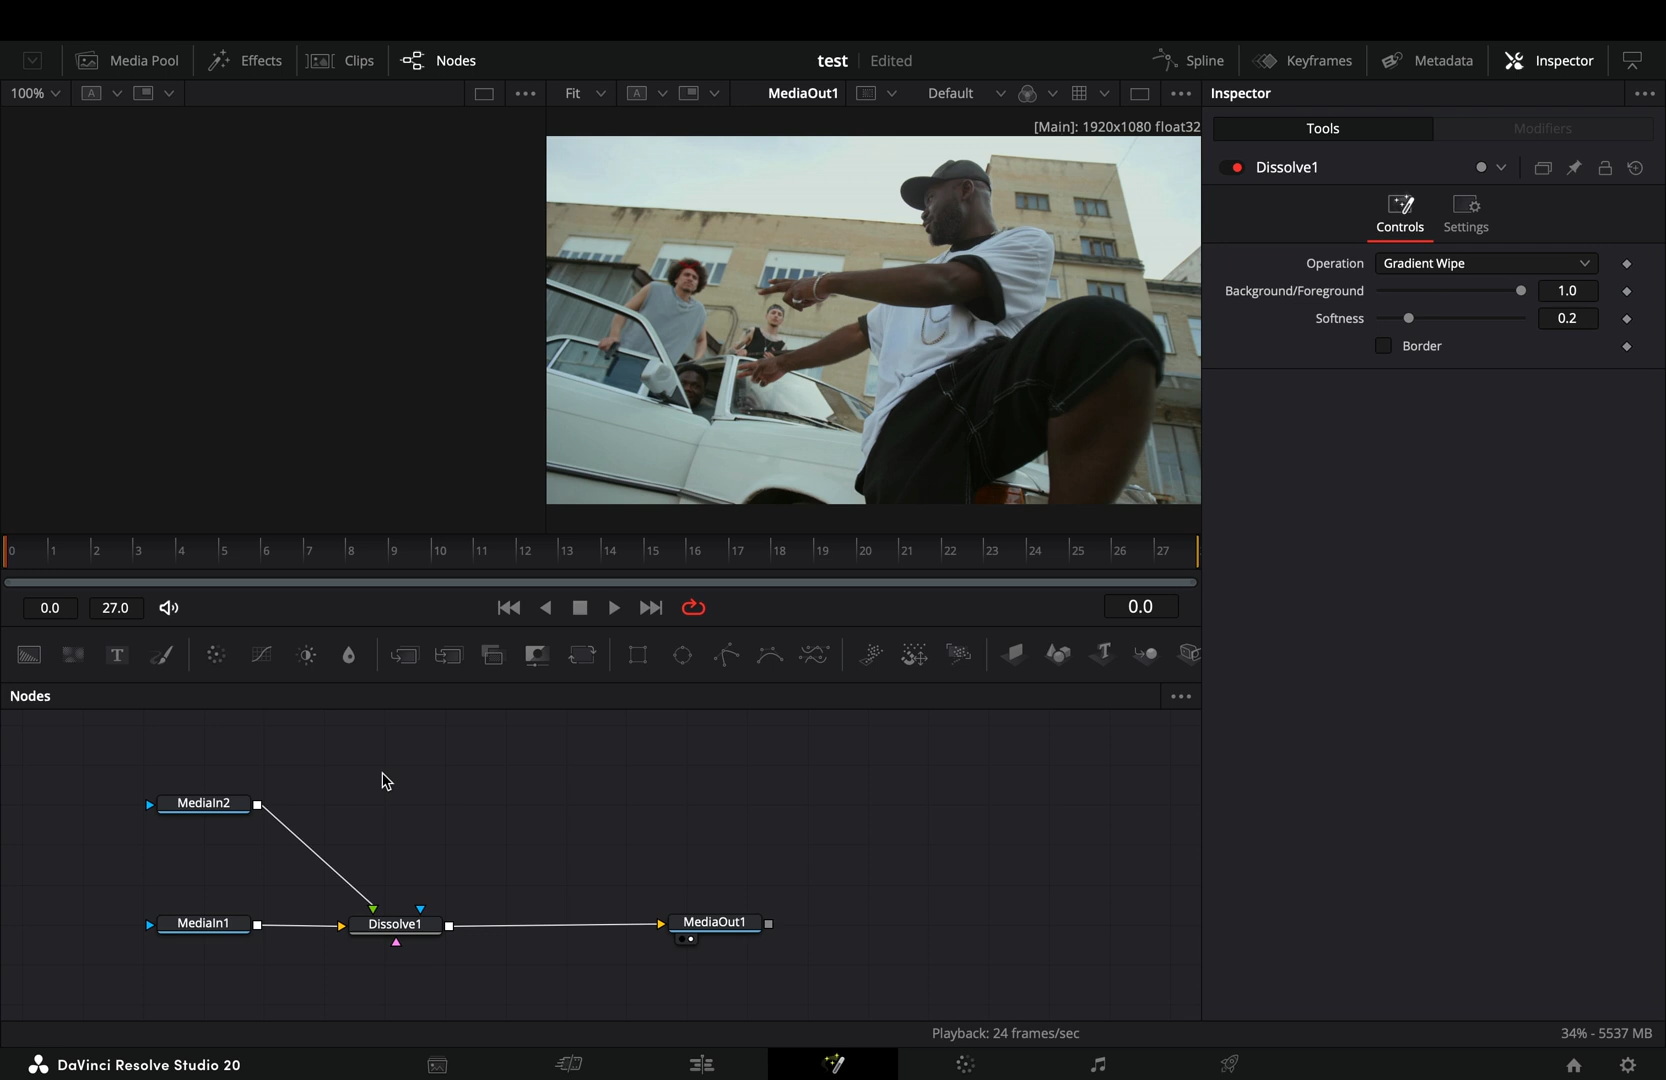 Media Pool Effects Clips Nodes test Edited Spline Keyframes Metadata Inspector
100% A Fit A MediaOut1 Default Inspector
[Main]: 1920x1080 float32
Tools Modifiers
Dissolve1
Controls Settings
Operation Gradient Wipe
Background/Foreground 1.0
Softness 0.2
Border
0 1 2 3 4 5 6 7 8 9 10 11 12 13 14 15 16 17 18 19 20 21 22 23 24 25 26 27
0.0 27.0 0.0
T T
Nodes
MediaIn2
MediaIn1 Dissolve1 MediaOut1
Playback: 24 frames/sec 34% - 5537 MB
DaVinci Resolve Studio 20